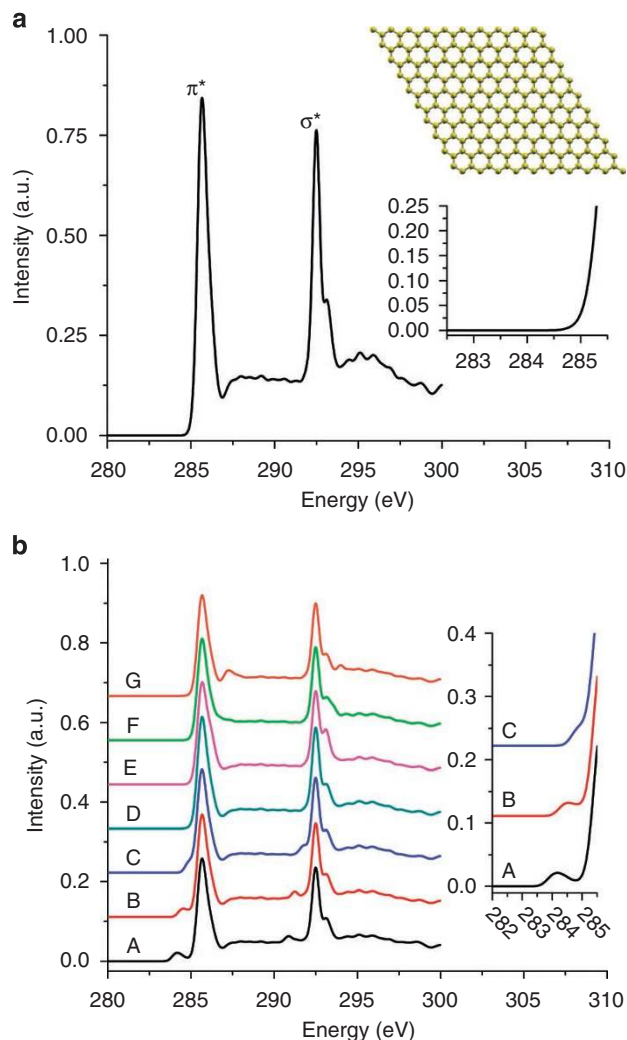 a
1.00
0.75
0.50
0.25
0.00
Intensity (a.u.)
π*
σ*
0.25
0.20
0.15
0.10
0.05
0.00
283 284 285
280 285 290 295 300 305 310
Energy (eV)
b
1.0
0.8
0.6
0.4
0.2
0.0
Intensity (a.u.)
G
F
E
D
C
B
A
0.4
0.3
0.2
0.1
0.0
C
B
A
282 283 284 285
280 285 290 295 300 305 310
Energy (eV)